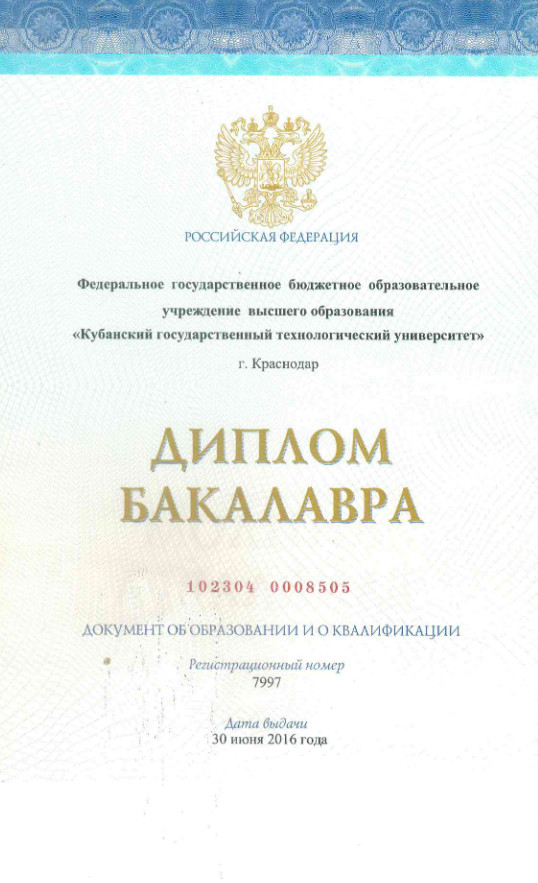 РОССИЙСКАЯ ФЕДЕРАЦИЯ
Федеральное государственное бюджетное образовательное
учреждение высшего образования
«Кубанский государственный технологический университет»
г. Краснодар
ДИПЛОМ
БАКАЛАВРА
102304 0008505
ДОКУМЕНТ ОБ ОБРАЗОВАНИИ И О КВАЛИФИКАЦИИ
Регистрационный номер
7997
Дата выдачи
30 июня 2016 года